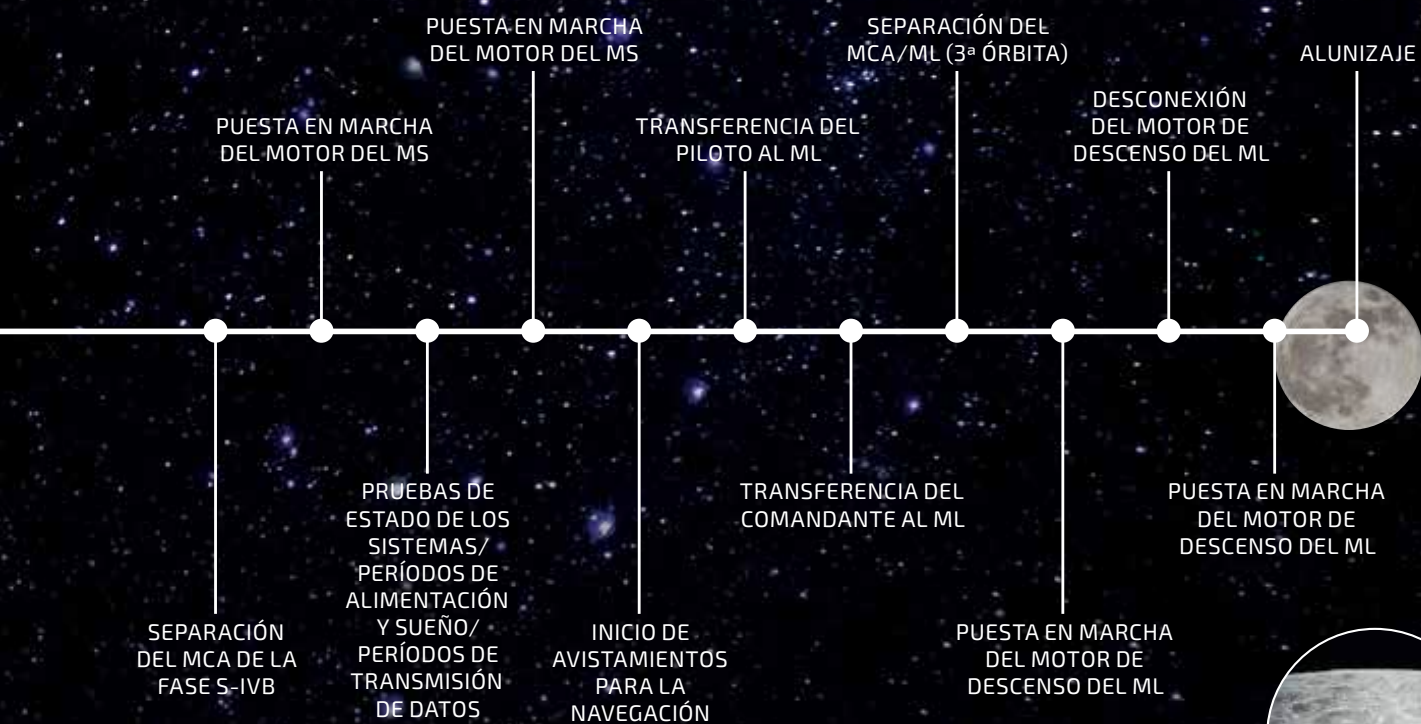 PUESTA EN MARCHA
DEL MOTOR DEL MS
SEPARACIÓN DEL
MCA/ML (3ª ÓRBITA)
ALUNIZAJE
PUESTA EN MARCHA
DEL MOTOR DEL MS
TRANSFERENCIA DEL
PILOTO AL ML
DESCONEXIÓN
DEL MOTOR DE
DESCENSO DEL ML
SEPARACIÓN
DEL MCA DE LA
FASE S-IVB
PRUEBAS DE
ESTADO DE LOS
SISTEMAS/
PERÍODOS DE
ALIMENTACIÓN
Y SUEÑO/
PERÍODOS DE
TRANSMISIÓN
DE DATOS
INICIO DE
AVISTAMIENTOS
PARA LA
NAVEGACIÓN
TRANSFERENCIA DEL
COMANDANTE AL ML
PUESTA EN MARCHA
DEL MOTOR DE
DESCENSO DEL ML
PUESTA EN MARCHA
DEL MOTOR DE
DESCENSO DEL ML